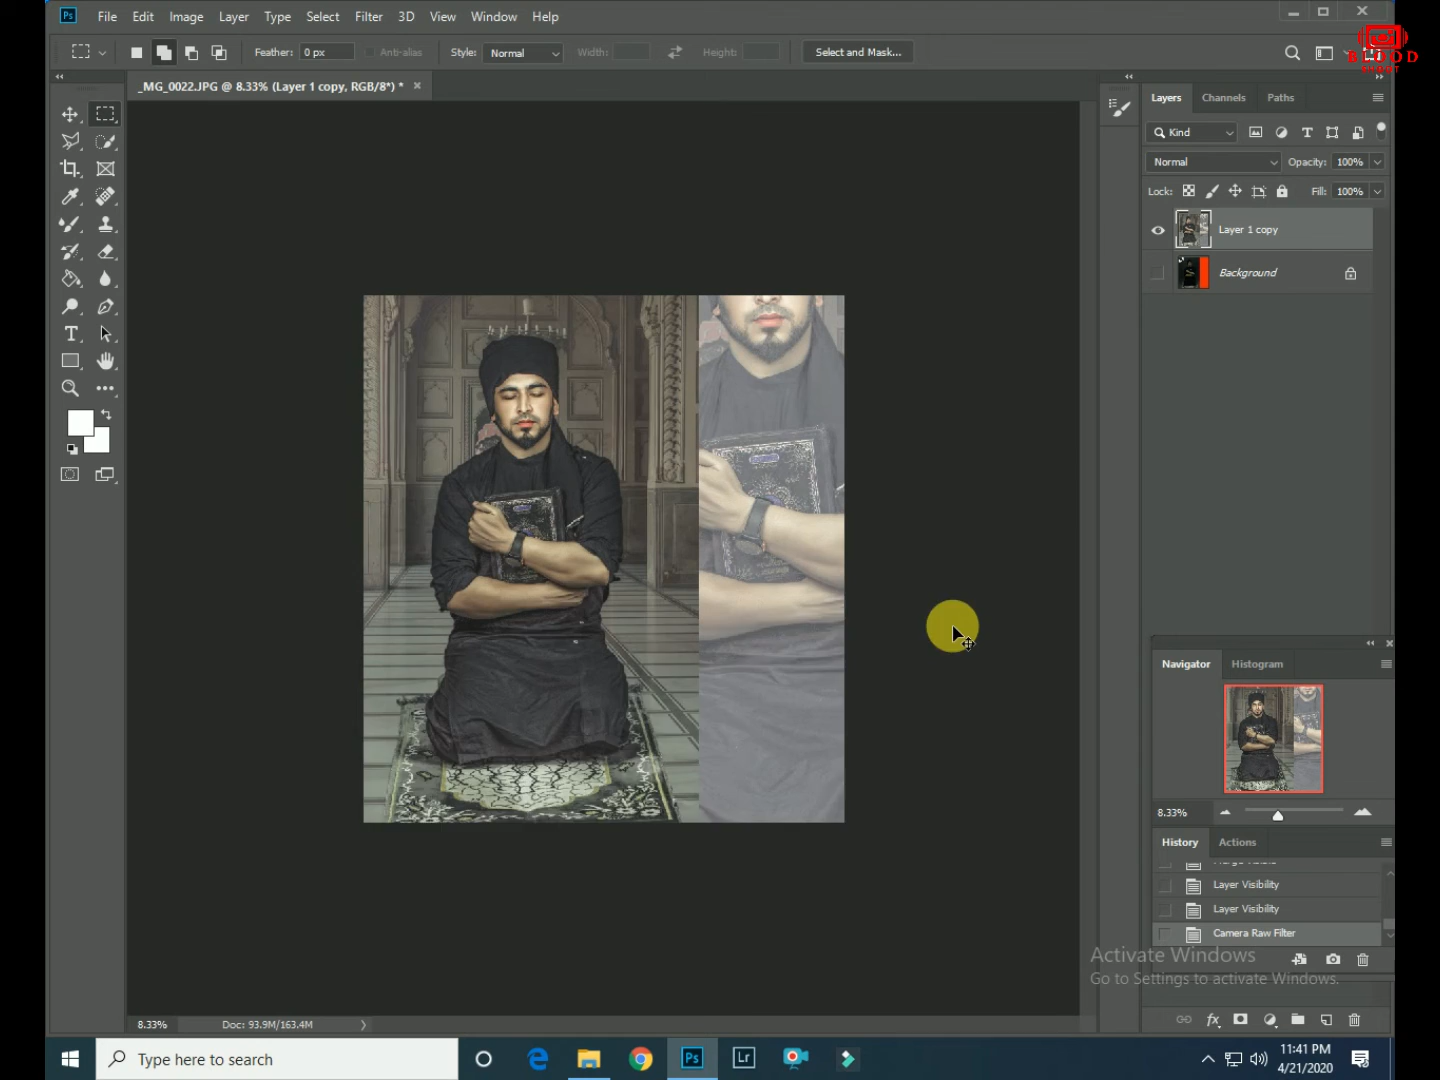 Ps File Edit Image Layer Type Select Filter 3D View Window Help
Feather: 0 px Anti-alias Style: Normal Width: Height: Select and Mask...
BLOOD
_MG_0022.JPG @ 8.33% (Layer 1 copy, RGB/8*) *
Layers Channels Paths
Kind
Normal Opacity: 100%
Lock: Fill: 100%
Layer 1 copy
Background
Navigator Histogram
8.33%
History Actions
Layer Visibility
Layer Visibility
Camera Raw Filter
Activate Windows
Go to Settings to activate Windows.
8.33% Doc: 93.9M/163.4M
Type here to search
Ps Lr
11:41 PM
4/21/2020